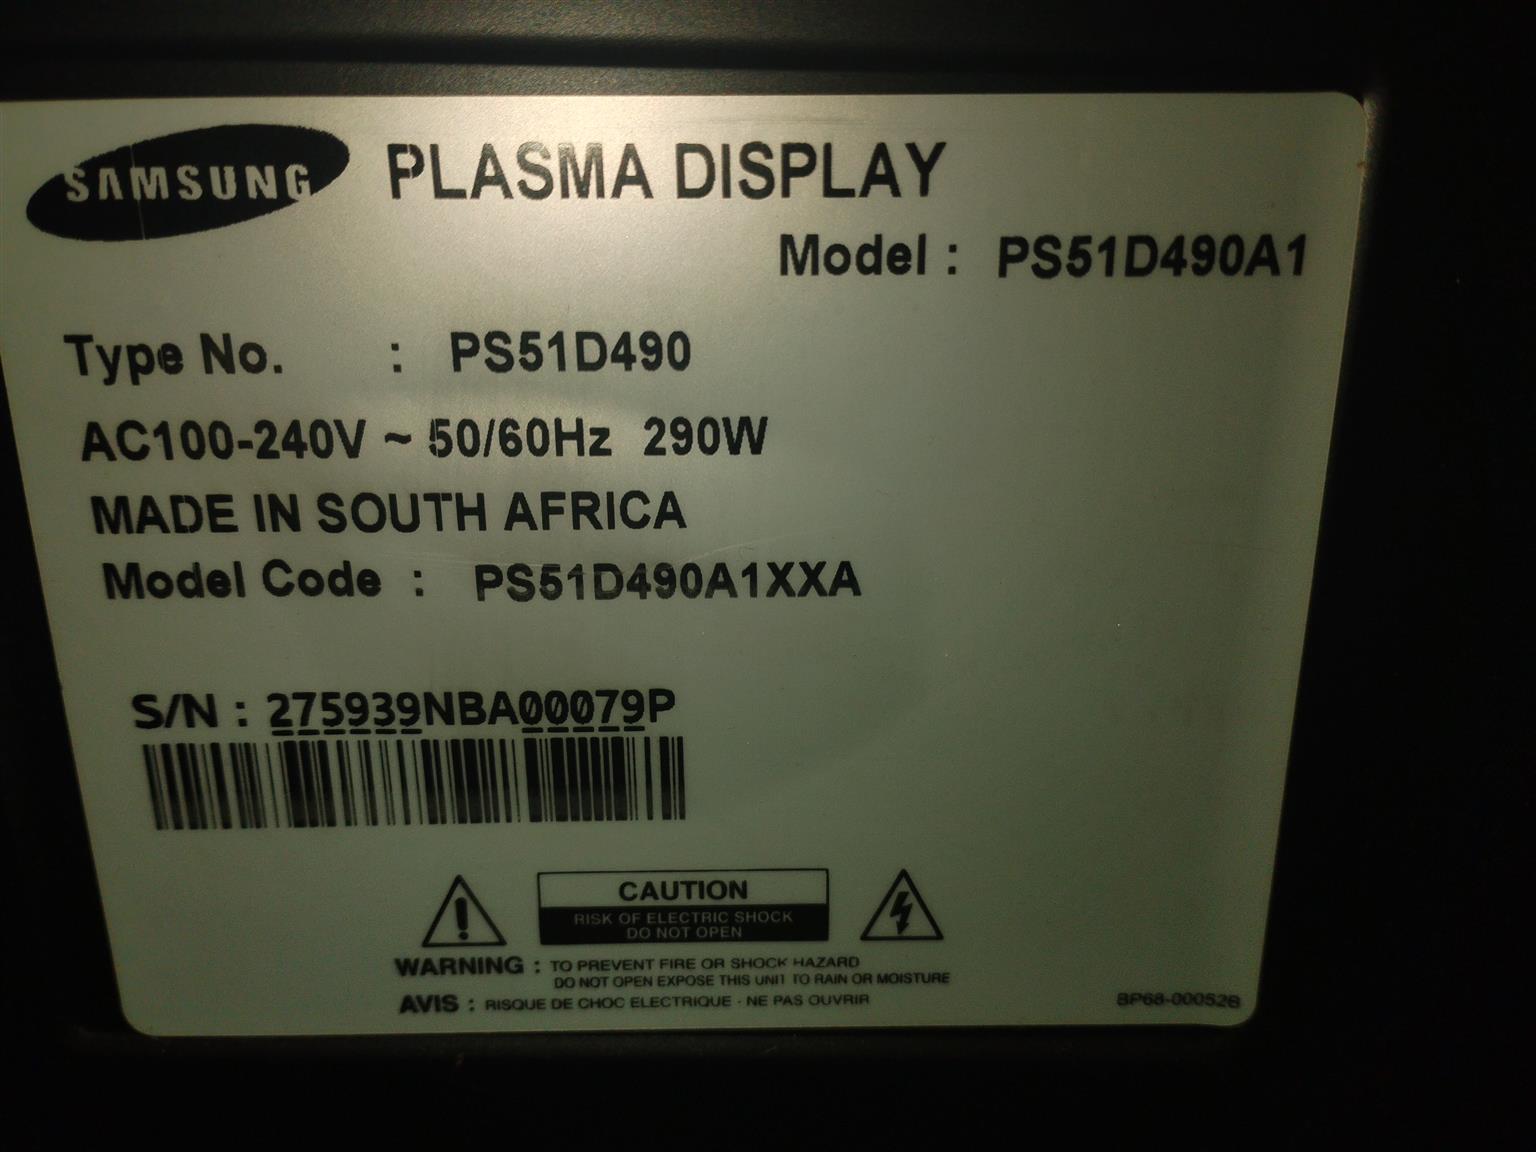 SAMSUNG PLASMA DISPLAY
Model : PS51D490A1
Type No. : PS51D490
AC100-240V ~ 50/60Hz 290W
MADE IN SOUTH AFRICA
Model Code : PS51D490A1XXA
S/N : 275939NBA00079P
CAUTION
RISK OF ELECTRIC SHOCK
DO NOT OPEN
WARNING : TO PREVENT FIRE OR SHOCK HAZARD
DO NOT OPEN EXPOSE THIS UNIT TO RAIN OR MOISTURE
AVIS : RISQUE DE CHOC ELECTRIQUE - NE PAS OUVRIR
BP68-00052B